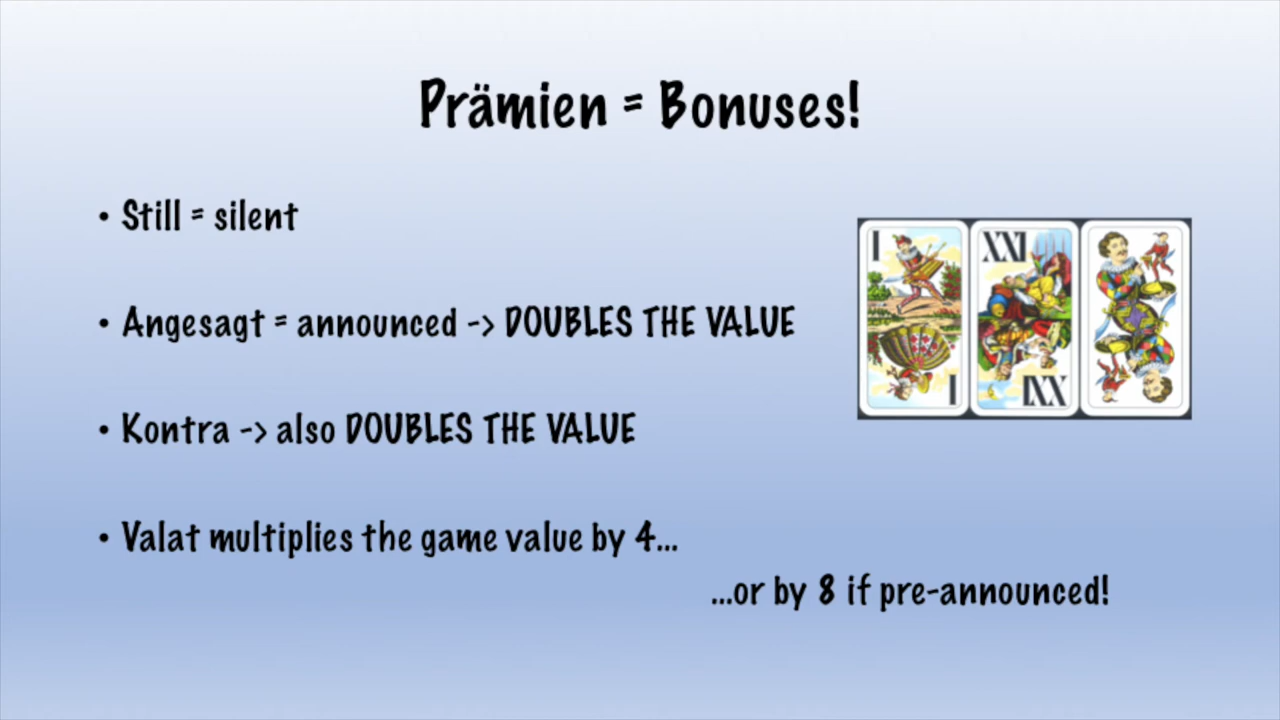 Prämien = Bonuses!
• Still = silent
• Angesagt = announced -> DOUBLES THE VALUE
• Kontra -> also DOUBLES THE VALUE
• Valat multiplies the game value by 4...
...or by 8 if pre-announced!
I
XXI
I
XXI